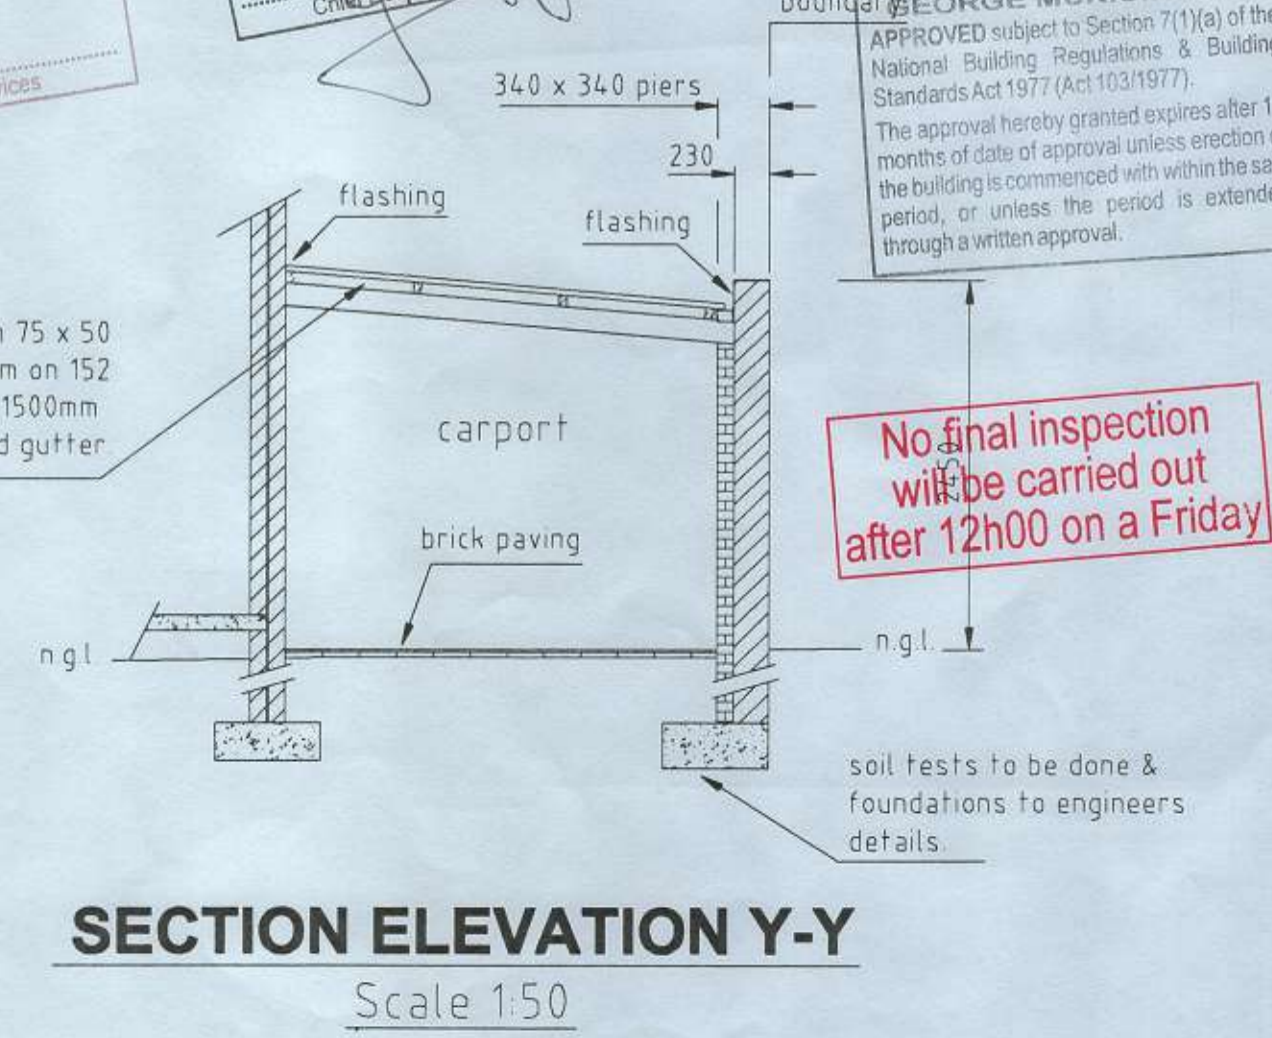 vices
boundary
GEORGE
APPROVED subject to Section 7(1)(a) of the
National Building Regulations & Building
Standards Act 1977 (Act 103/1977).
The approval hereby granted expires after
months of date of approval unless erection
the building is commenced with within the
period, or unless the period is
through a written approval.
340 x 340 piers
230
flashing
flashing
75 x 50
m on 152
1500mm
gutter
carport
brick paving
No final inspection
will be carried out
after 12h00 on a Friday
2450
n.g.l
n.g.l.
soil tests to be done &
foundations to engineers
details.
SECTION ELEVATION Y-Y
Scale 1:50